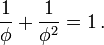 1/ϕ + 1/ϕ² = 1 .